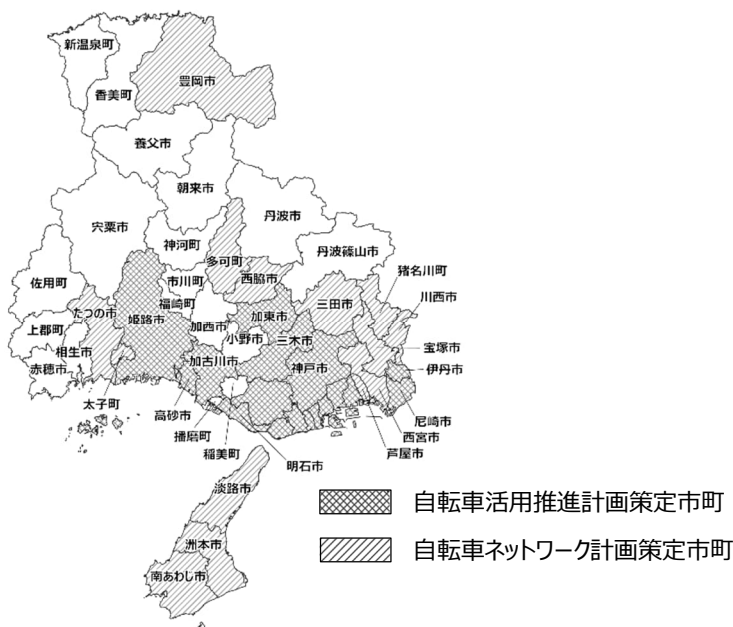 新温泉町
香美町
豊岡市
養父市
朝来市
丹波市
宍粟市
神河町
多可町
丹波篠山市
猪名川町
佐用町
市川町
西脇市
川西市
三田市
たつの市
福崎町
姫路市
加東市
上郡町
加西市
小野市
三木市
宝塚市
相生市
加古川市
神戸市
伊丹市
赤穂市
太子町
高砂市
尼崎市
播磨町
西宮市
稲美町
芦屋市
明石市
淡路市
自転車活用推進計画策定市町
洲本市
自転車ネットワーク計画策定市町
南あわじ市